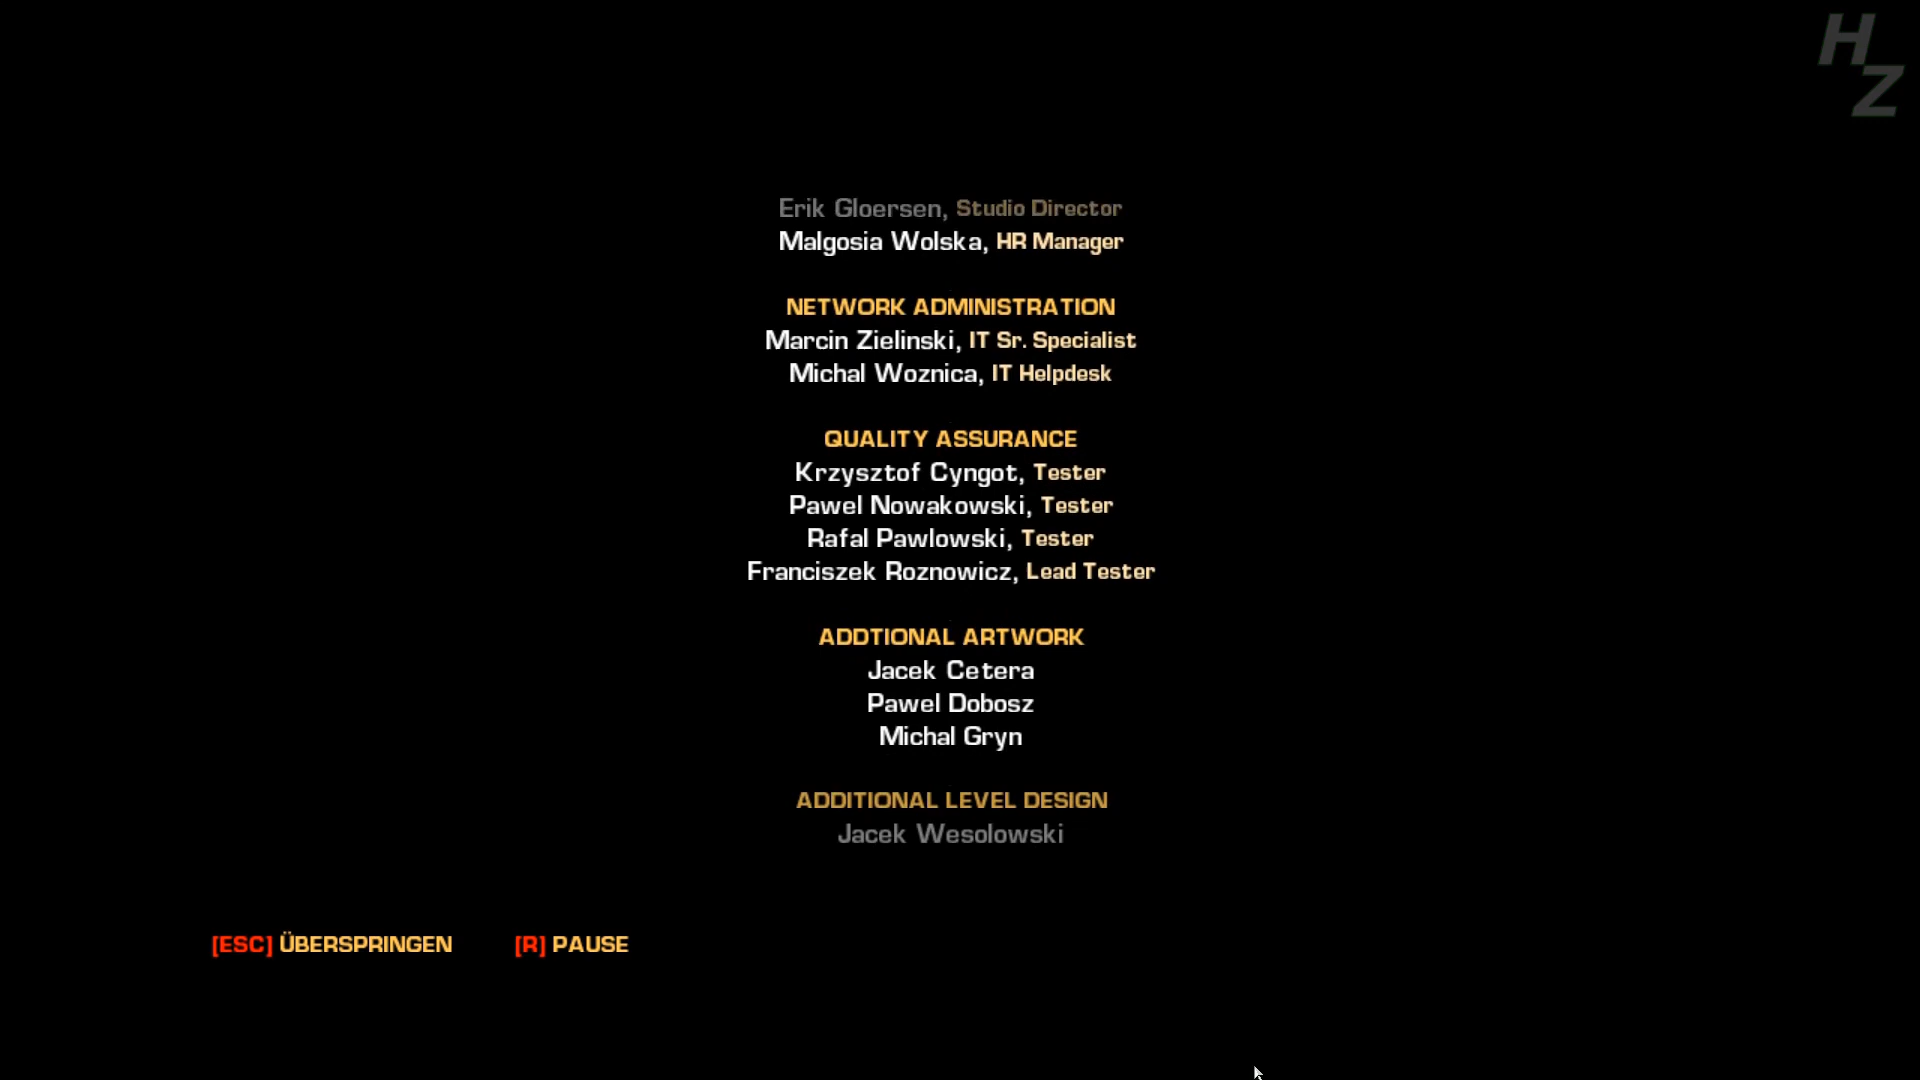 H
Z
Erik Gloersen, Studio Director
Malgosia Wolska, HR Manager
NETWORK ADMINISTRATION
Marcin Zielinski, IT Sr. Specialist
Michal Woznica, IT Helpdesk
QUALITY ASSURANCE
Krzysztof Cyngot, Tester
Pawel Nowakowski, Tester
Rafal Pawlowski, Tester
Franciszek Roznowicz, Lead Tester
ADDTIONAL ARTWORK
Jacek Cetera
Pawel Dobosz
Michal Gryn
ADDITIONAL LEVEL DESIGN
Jacek Wesolowski
[ESC] ÜBERSPRINGEN [R] PAUSE